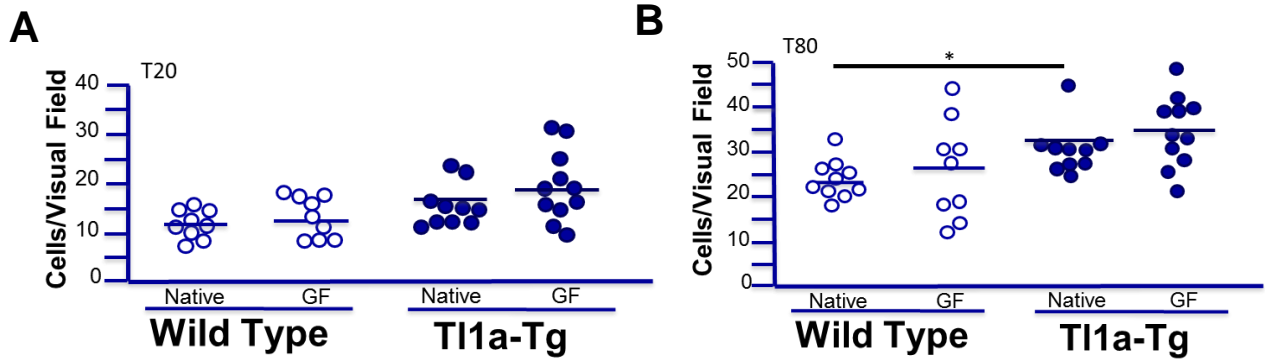 A
T20
Cells/Visual Field
40
30
20
10
0
Native GF Native GF
Wild Type Tl1a-Tg
B
T80
*
Cells/Visual Field
50
40
30
20
10
0
Native GF Native GF
Wild Type Tl1a-Tg